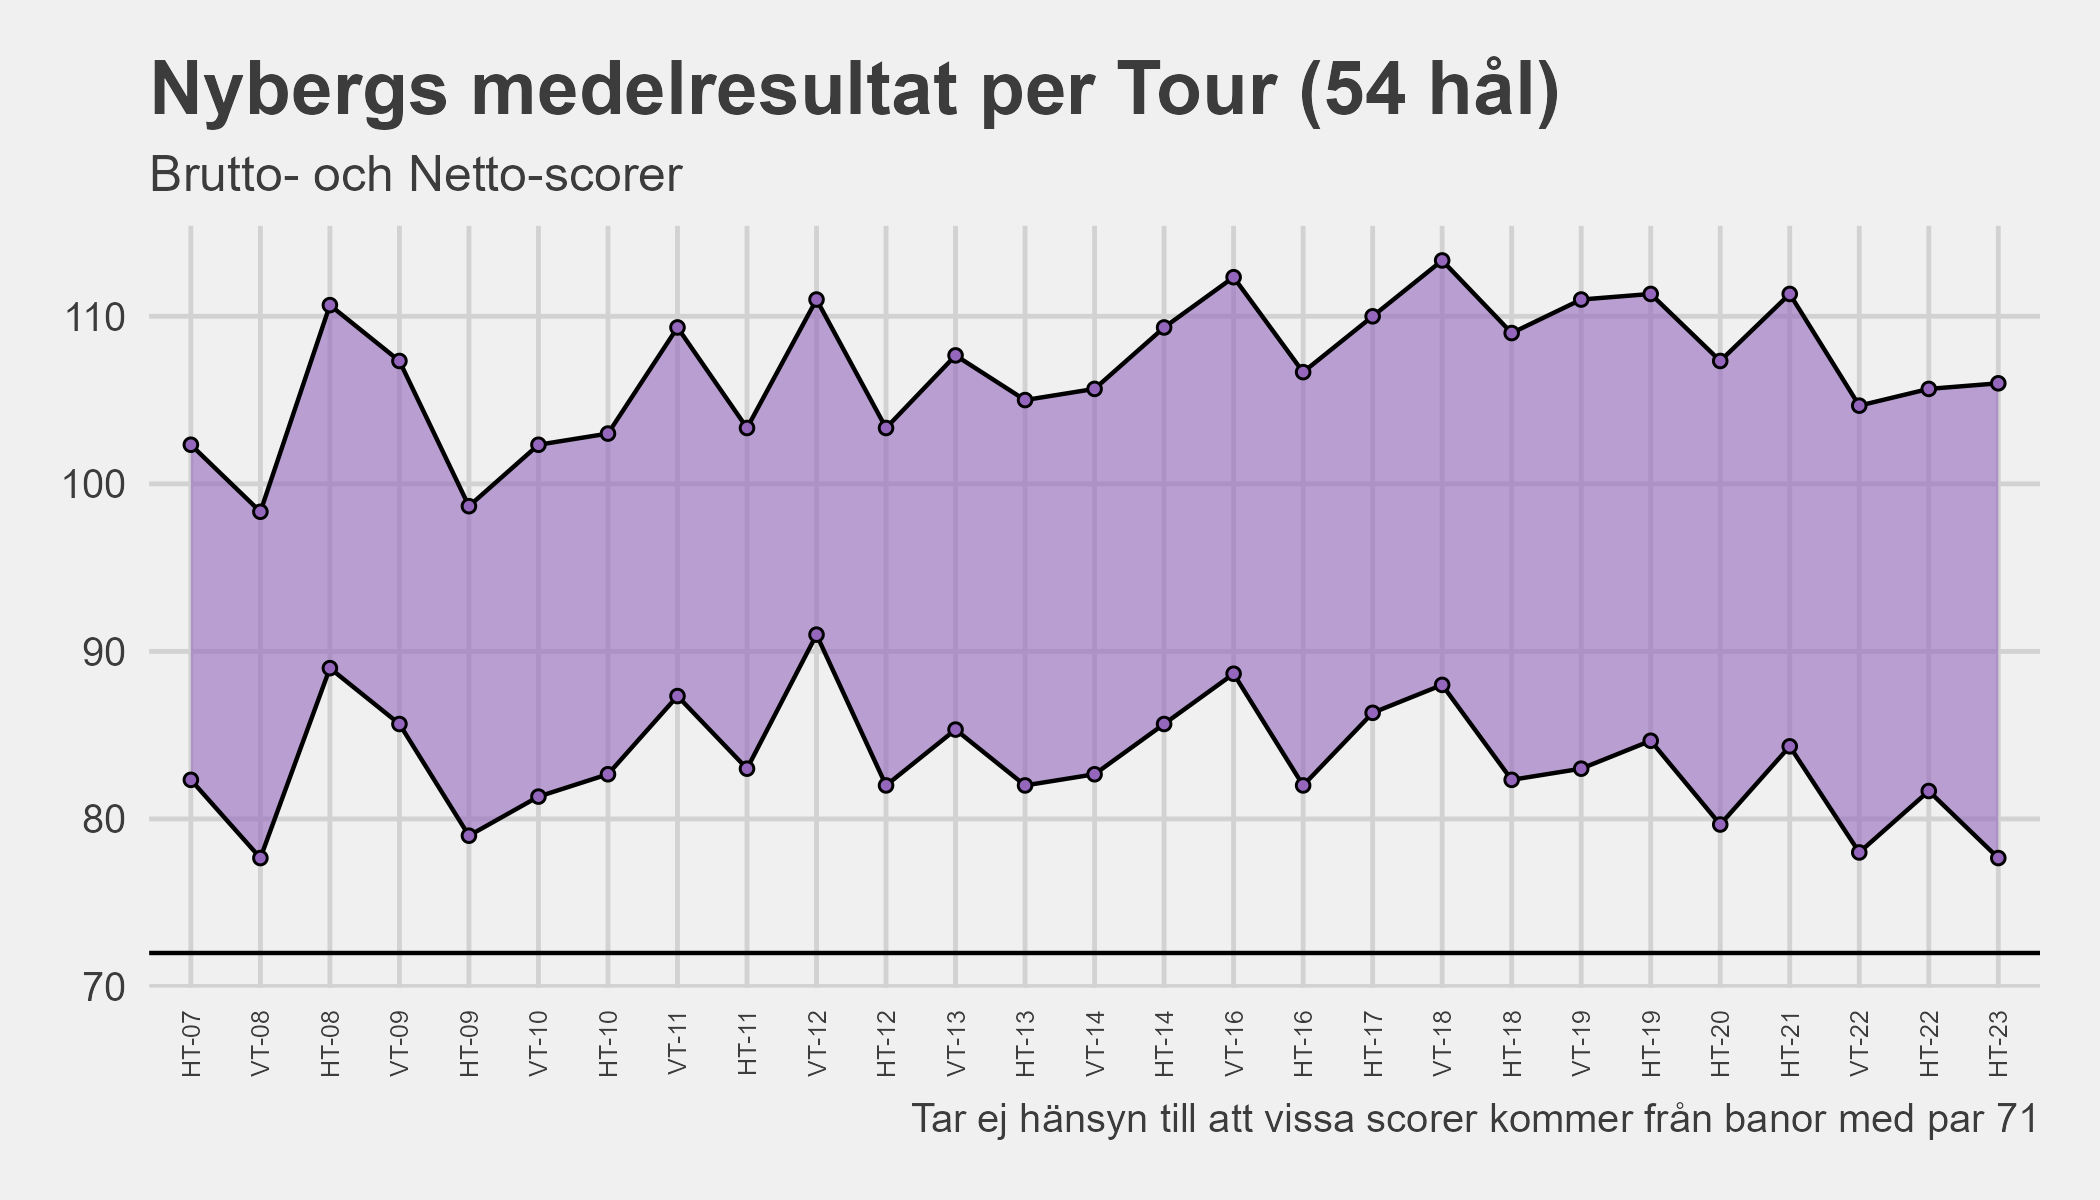 Nybergs medelresultat per Tour (54 hål)
Brutto- och Netto-scorer
110
100
90
80
70
HT-07
VT-08
HT-08
VT-09
HT-09
VT-10
HT-10
VT-11
HT-11
VT-12
HT-12
VT-13
HT-13
VT-14
HT-14
VT-16
HT-16
HT-17
VT-18
HT-18
VT-19
HT-19
HT-20
HT-21
VT-22
HT-22
HT-23
Tar ej hänsyn till att vissa scorer kommer från banor med par 71